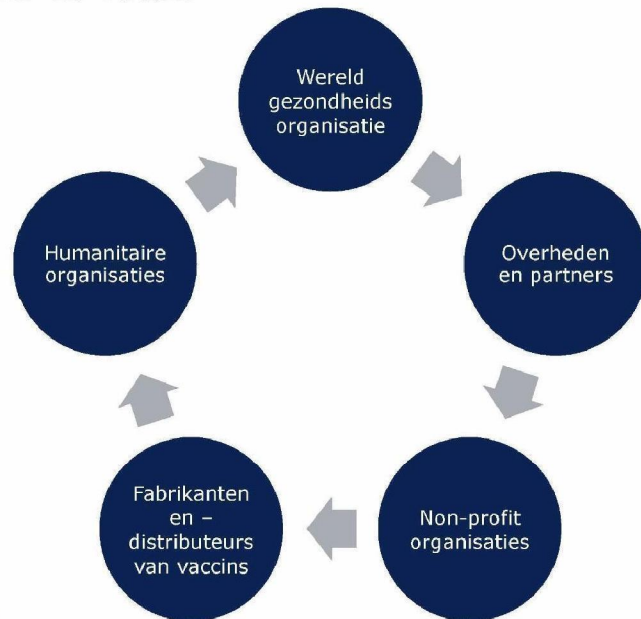 Wereld
gezondheids
organisatie
Overheden
en partners
Non-profit
organisaties
Fabrikanten
en –
distributeurs
van vaccins
Humanitaire
organisaties